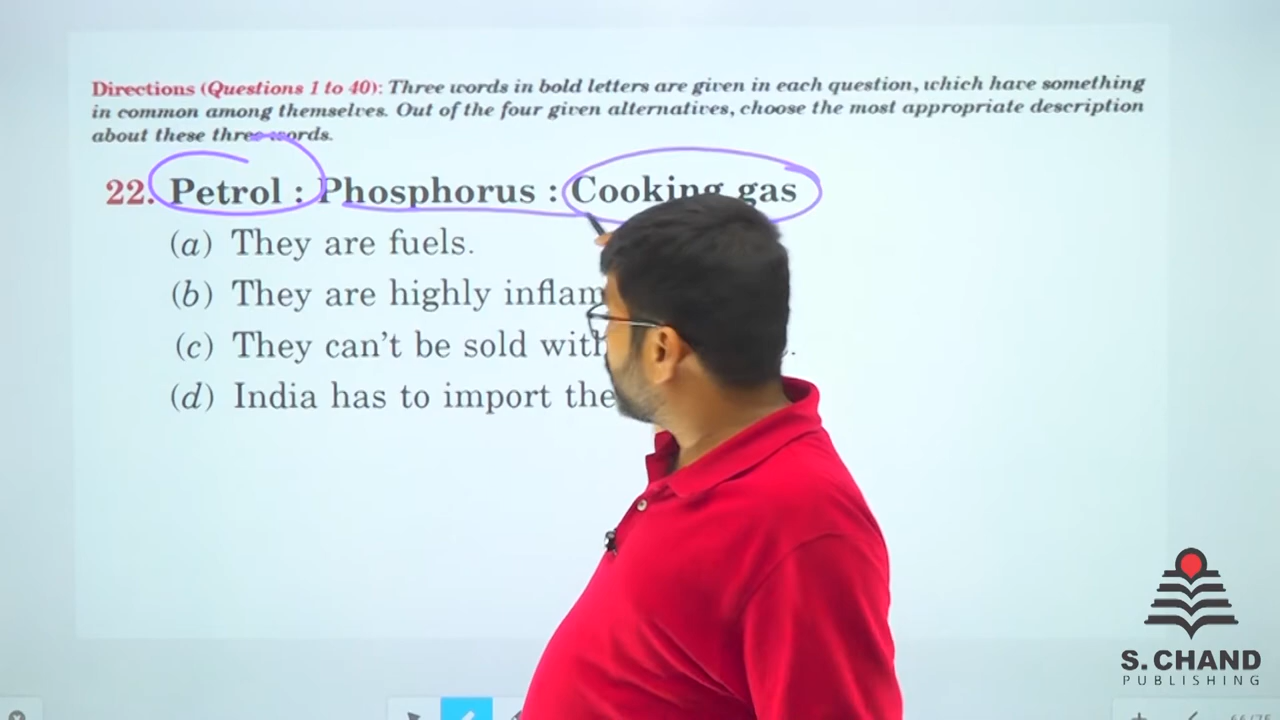 Directions (Questions 1 to 40): Three words in bold letters are given in each question, which have something
in common among themselves. Out of the four given alternatives, choose the most appropriate description
about these three words.
22. Petrol : Phosphorus : Cooking gas
(a) They are fuels.
(b) They are highly
(c) They can't be sold
(d) India has to import
S. CHAND
PUBLISHING